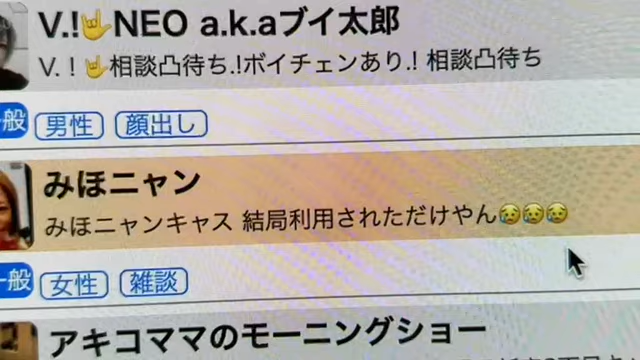 V.!🤟NEO a.k.aブイ太郎
V.！🤟相談凸待ち.!ボイチェンあり.! 相談凸待ち
般 男性 顔出し
みほニャン
みほニャンキャス 結局利用されただけやん😥😥😥
一般 女性 雑談
アキコママのモーニングショー